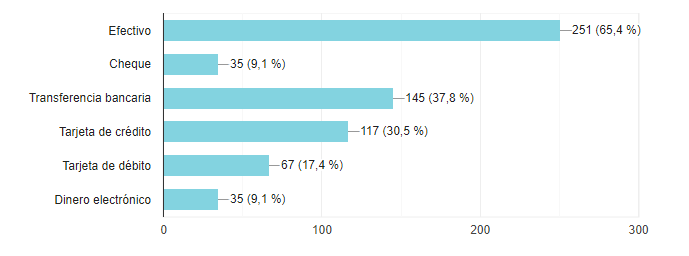 Efectivo 251 (65,4 %)
Cheque 35 (9,1 %)
Transferencia bancaria 145 (37,8 %)
Tarjeta de crédito 117 (30,5 %)
Tarjeta de débito 67 (17,4 %)
Dinero electrónico 35 (9,1 %)
0 100 200 300